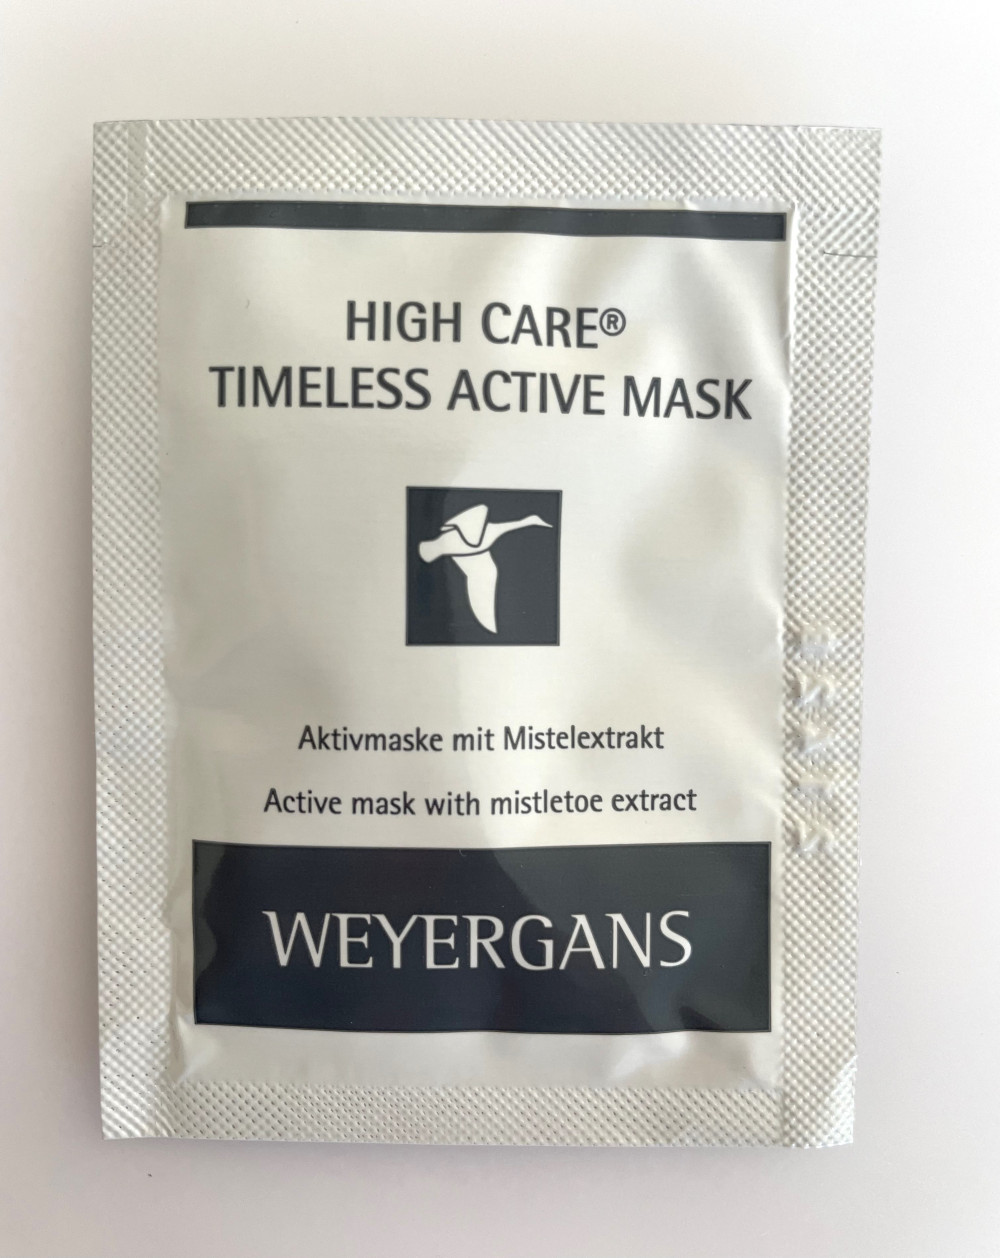 HIGH CARE®
TIMELESS ACTIVE MASK
Aktivmaske mit Mistelextrakt
Active mask with mistletoe extract
WEYERGANS